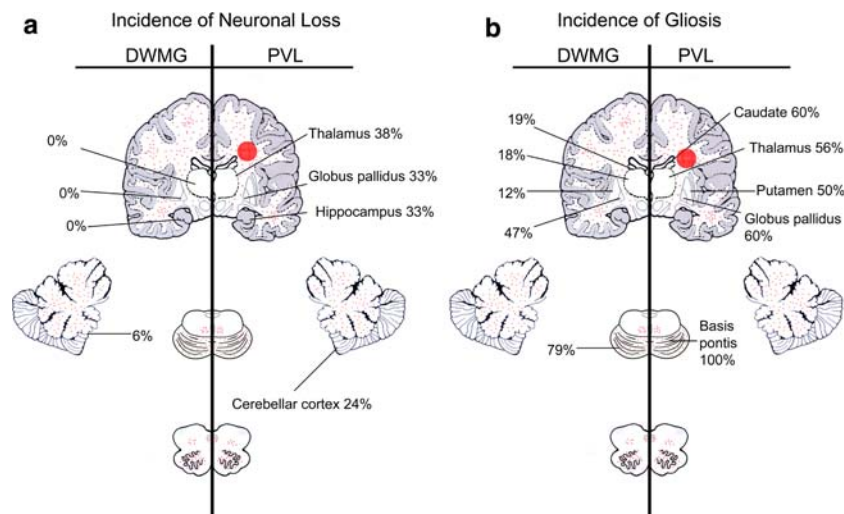 a
Incidence of Neuronal Loss
DWMG
PVL
0%
0%
0%
Thalamus 38%
Globus pallidus 33%
Hippocampus 33%
6%
Cerebellar cortex 24%
b
Incidence of Gliosis
DWMG
PVL
19%
18%
12%
47%
Caudate 60%
Thalamus 56%
Putamen 50%
Globus pallidus
60%
79%
Basis
pontis
100%